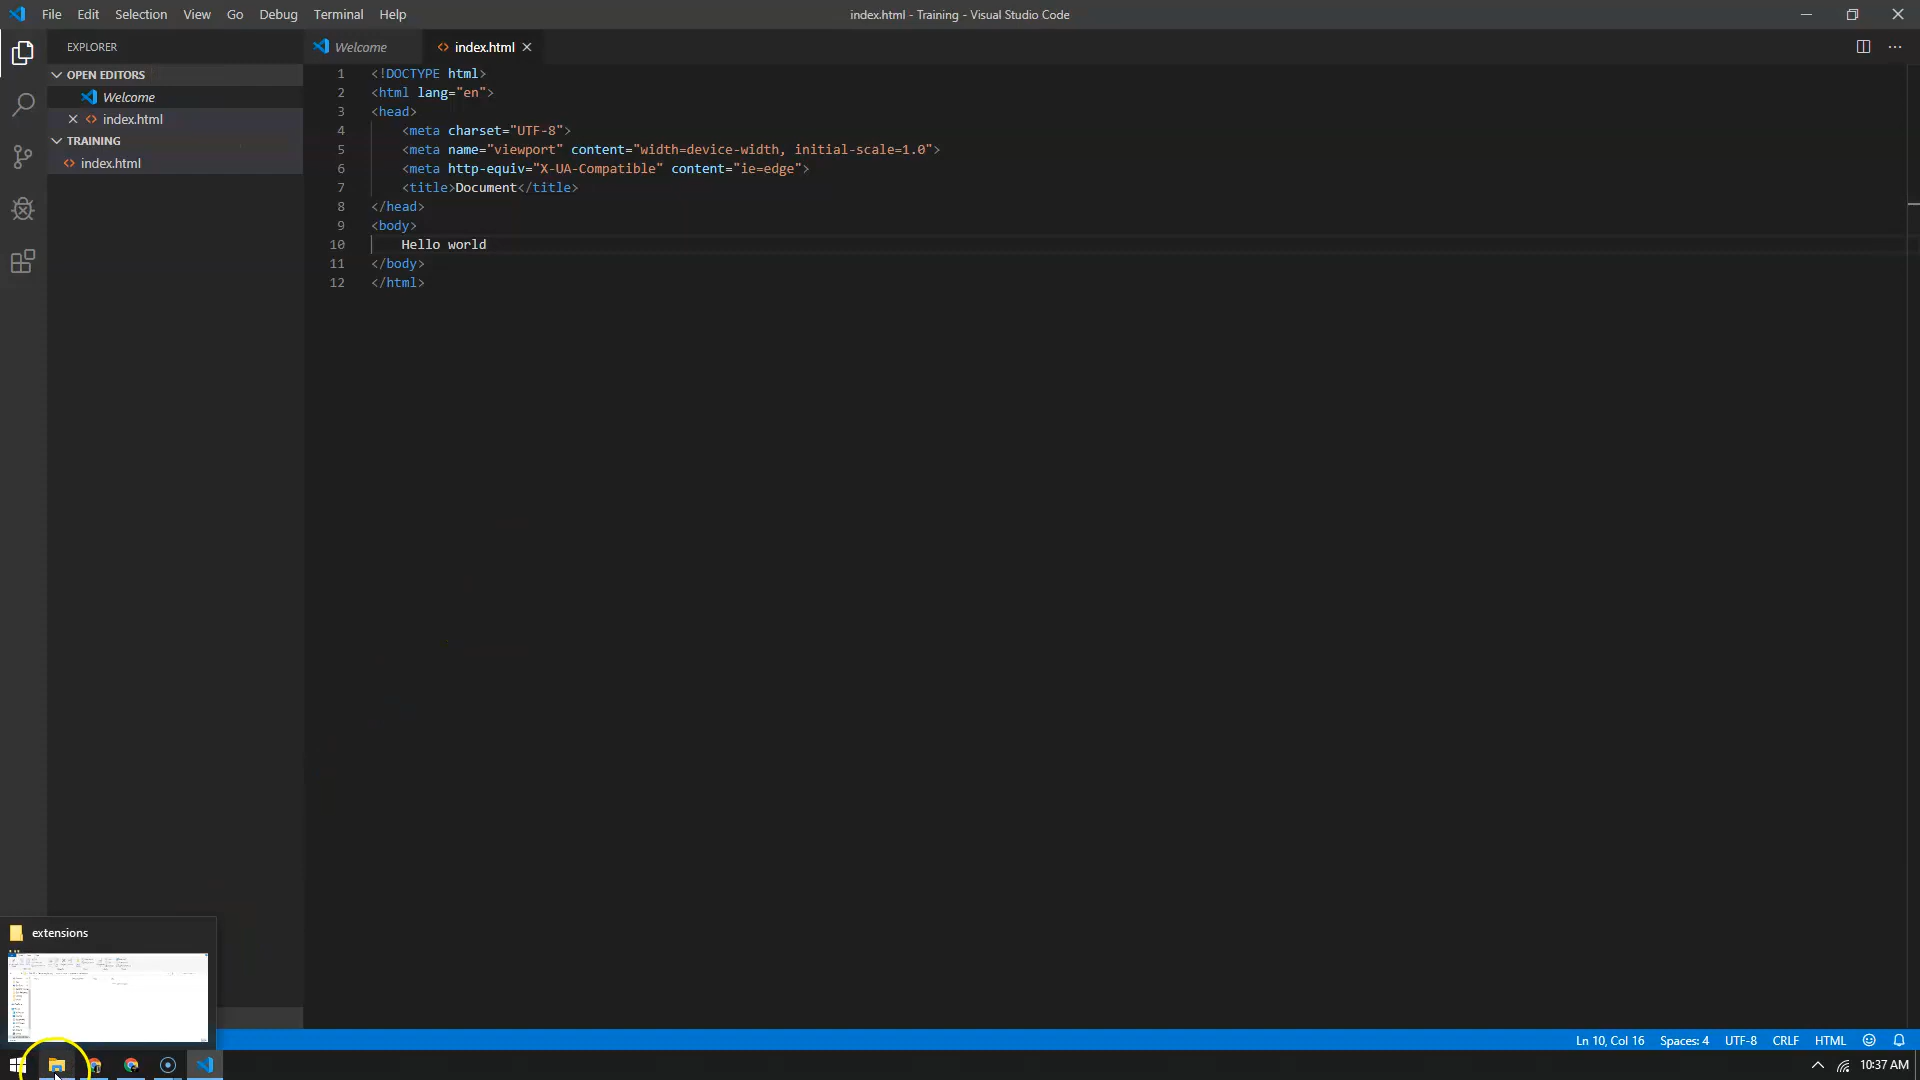 File Edit Selection View Go Debug Terminal Help
index.html - Training - Visual Studio Code
EXPLORER
OPEN EDITORS
Welcome
index.html
TRAINING
index.html
Welcome
index.html
1 <!DOCTYPE html>
2 <html lang="en">
3 <head>
4 <meta charset="UTF-8">
5 <meta name="viewport" content="width=device-width, initial-scale=1.0">
6 <meta http-equiv="X-UA-Compatible" content="ie=edge">
7 <title>Document</title>
8 </head>
9 <body>
10 Hello world
11 </body>
12 </html>
extensions
Ln 10, Col 16 Spaces: 4 UTF-8 CRLF HTML
10:37 AM